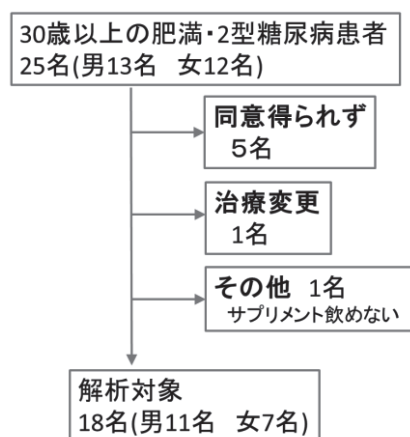 30歳以上の肥満・2型糖尿病患者
25名(男13名 女12名)
同意得られず
５名
治療変更
1名
その他 1名
サプリメント飲めない
解析対象
18名(男11名 女7名)